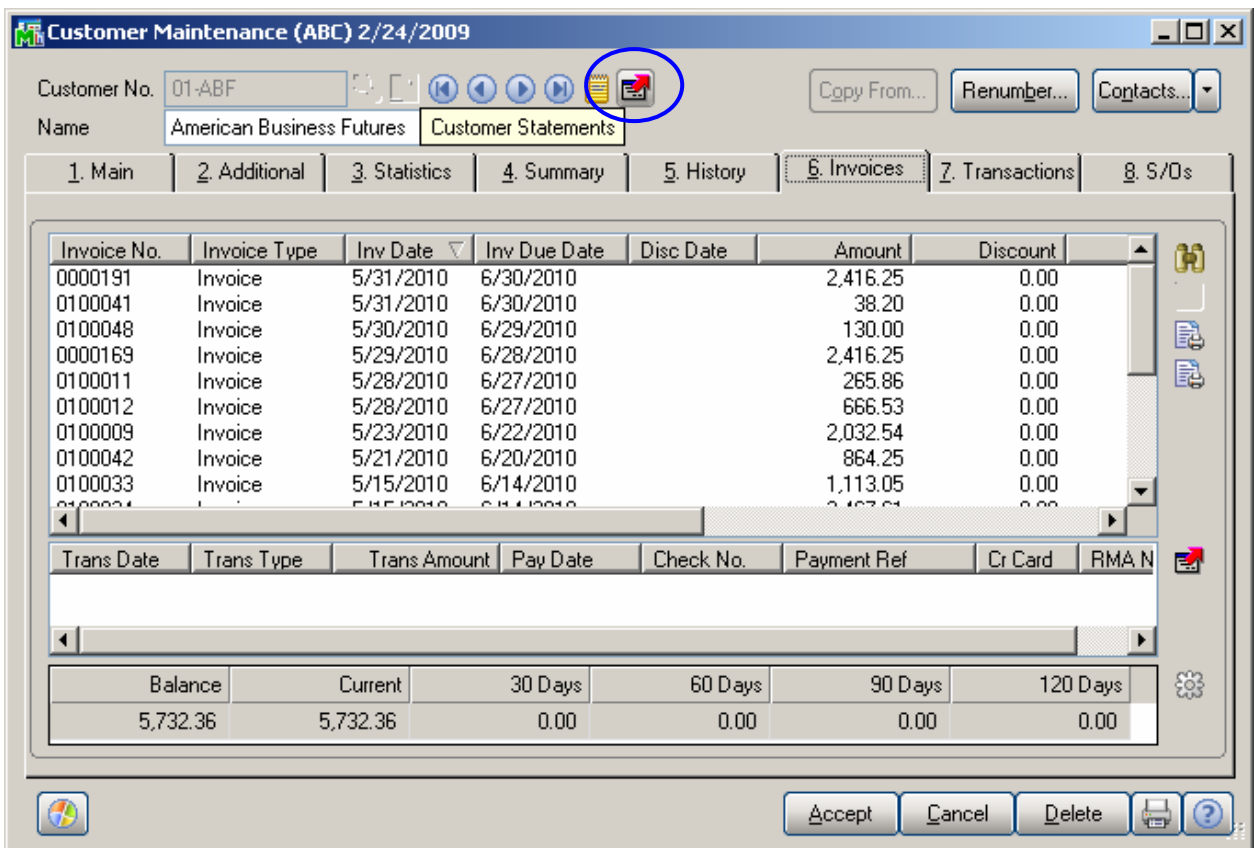 Customer Maintenance (ABC) 2/24/2009
Customer No. 01-ABF Copy From... Renumber... Contacts...
Name American Business Futures Customer Statements
1. Main 2. Additional 3. Statistics 4. Summary 5. History 6. Invoices 7. Transactions 8. S/Os
Invoice No. Invoice Type Inv Date Inv Due Date Disc Date Amount Discount
0000191 Invoice 5/31/2010 6/30/2010 2,416.25 0.00
0100041 Invoice 5/31/2010 6/30/2010 38.20 0.00
0100048 Invoice 5/30/2010 6/29/2010 130.00 0.00
0000169 Invoice 5/29/2010 6/28/2010 2,416.25 0.00
0100011 Invoice 5/28/2010 6/27/2010 265.86 0.00
0100012 Invoice 5/28/2010 6/27/2010 666.53 0.00
0100009 Invoice 5/23/2010 6/22/2010 2,032.54 0.00
0100042 Invoice 5/21/2010 6/20/2010 864.25 0.00
0100033 Invoice 5/15/2010 6/14/2010 1,113.05 0.00
Trans Date Trans Type Trans Amount Pay Date Check No. Payment Ref Cr Card RMA N
Balance Current 30 Days 60 Days 90 Days 120 Days
5,732.36 5,732.36 0.00 0.00 0.00 0.00
Accept Cancel Delete